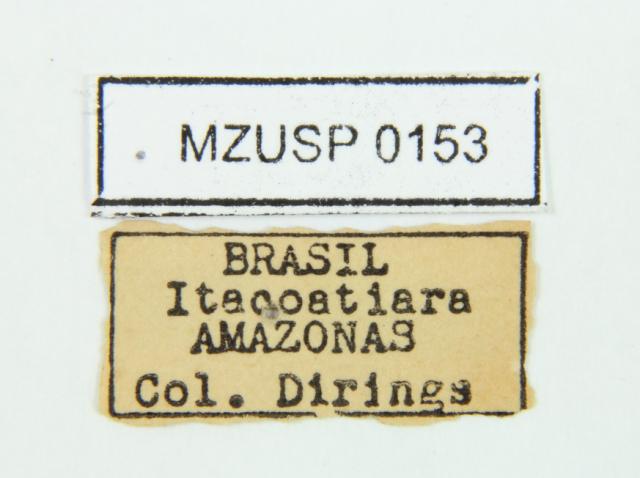 MZUSP 0153
BRASIL
Itacoatiara
AMAZONAS
Col. Dirings